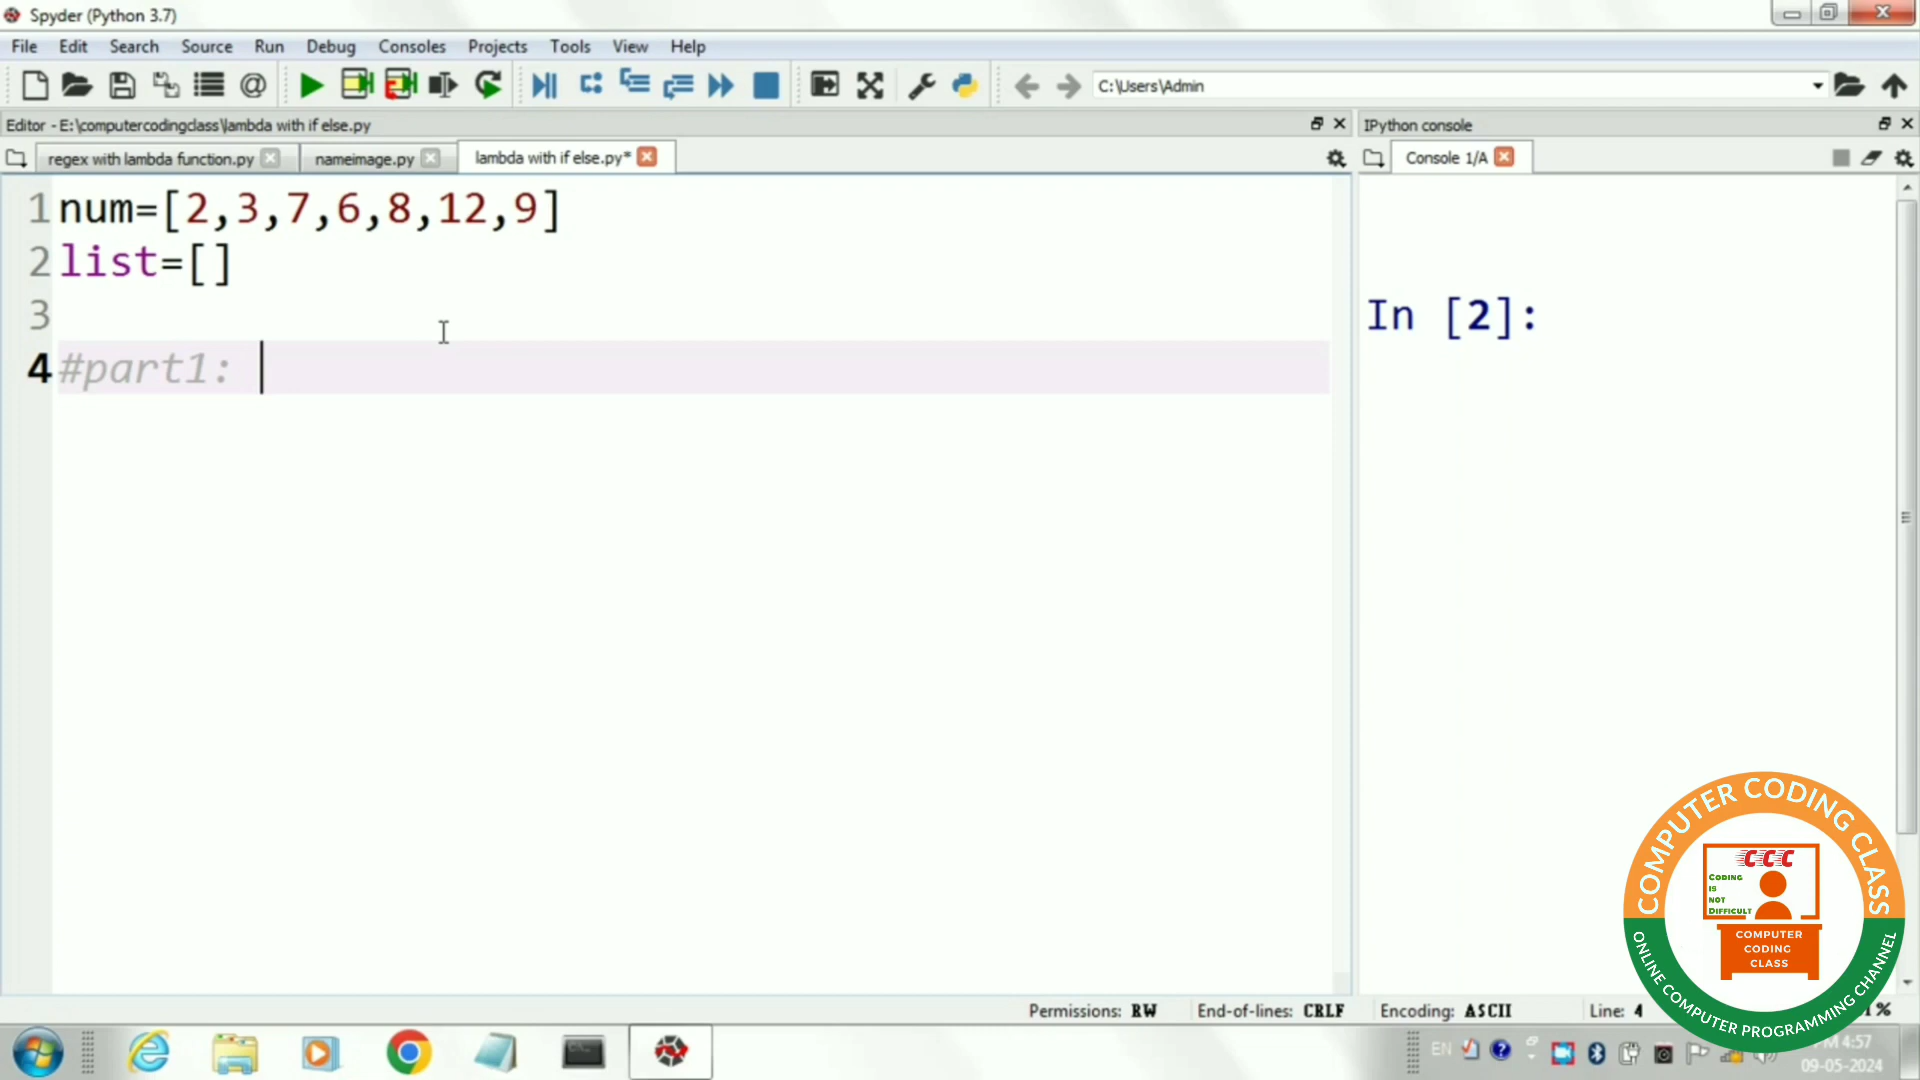 Spyder (Python 3.7)
File Edit Search Source Run Debug Consoles Projects Tools View Help
C:\Users\Admin
Editor - E:\computercodingclass\lambda with if else.py
IPython console
regex with lambda function.py
nameimage.py
lambda with if else.py*
Console 1/A
1 num=[2,3,7,6,8,12,9]
2 list=[]
3
4 #part1:
In [2]:
COMPUTER CODING CLASS
CCC
CODING
IS
NOT
DIFFICULT
COMPUTER
CODING
CLASS
ONLINE COMPUTER PROGRAMMING CHANNEL
Permissions: RW End-of-lines: CRLF Encoding: ASCII Line: 4 %
EN
PM 4:57
09-05-2024